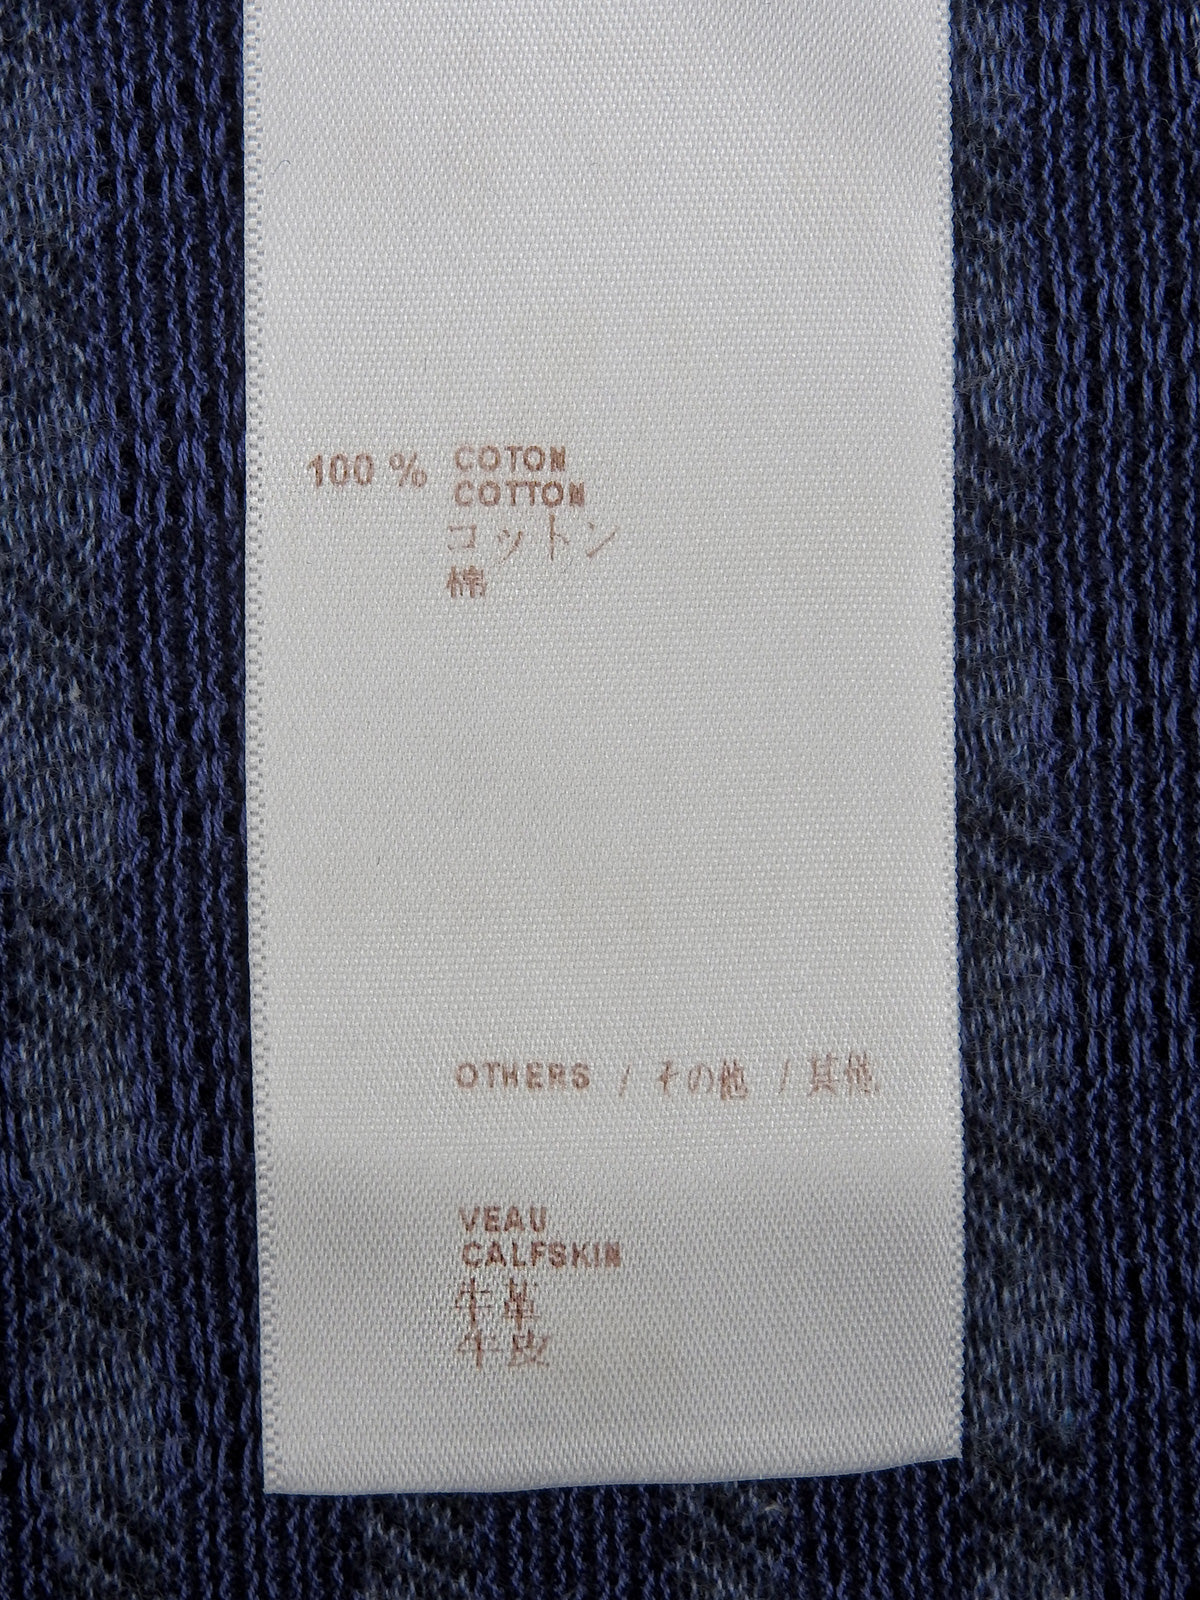 100 % COTON
COTTON
コットン
棉
OTHERS / その他 / 其他
VEAU
CALFSKIN
牛革
牛皮